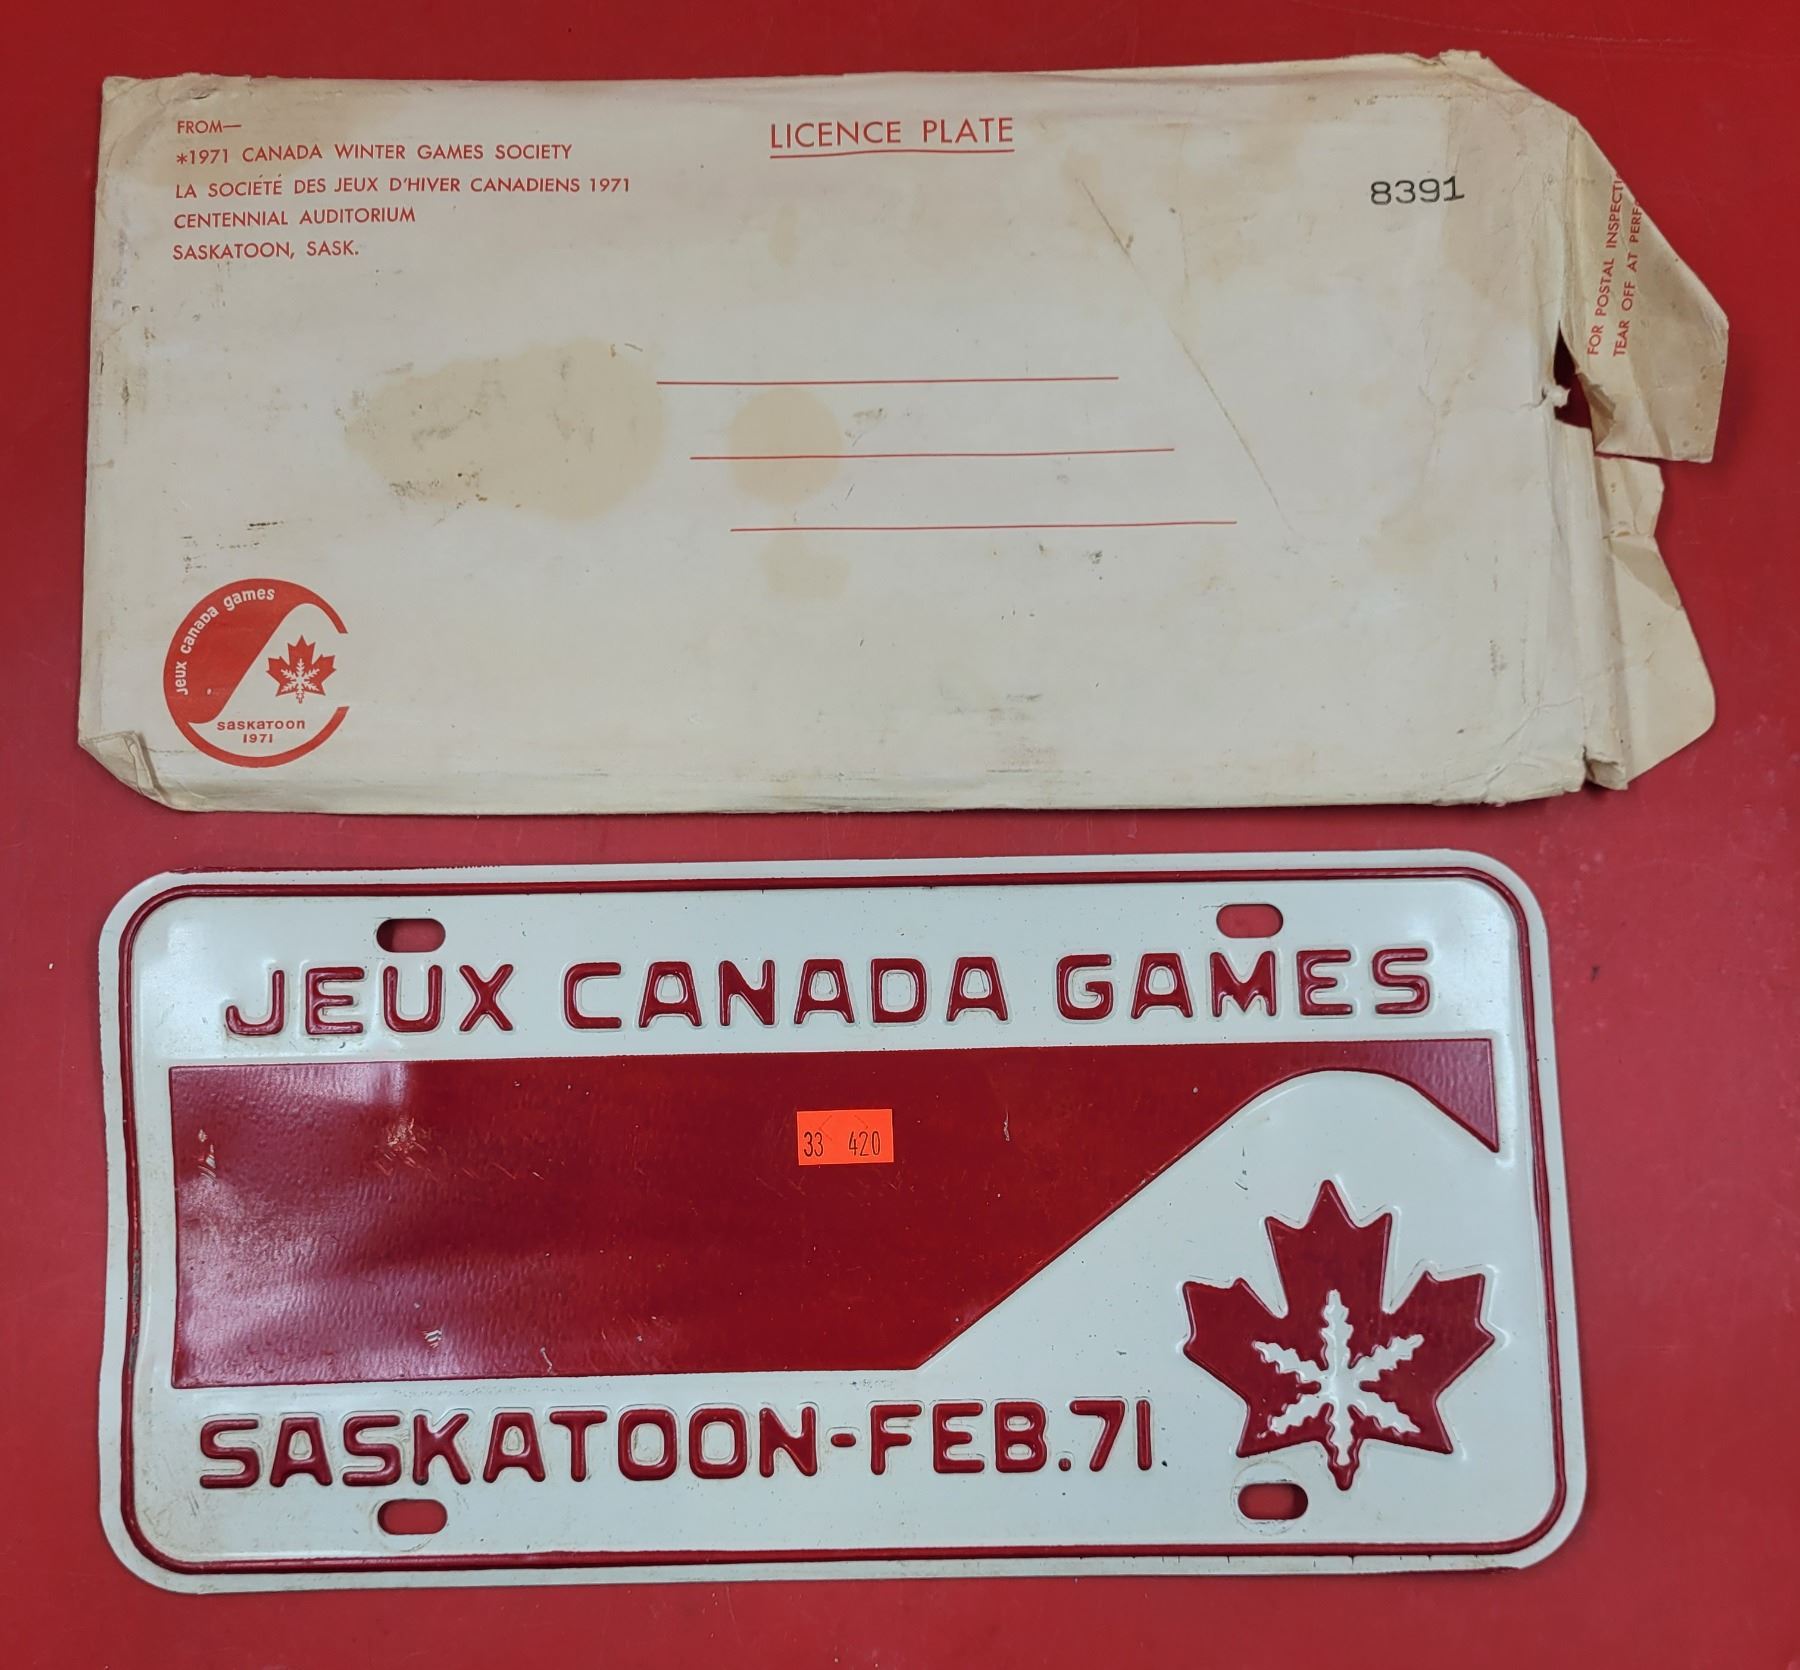 FROM—
*1971 CANADA WINTER GAMES SOCIETY
LA SOCIÉTÉ DES JEUX D'HIVER CANADIENS 1971
CENTENNIAL AUDITORIUM
SASKATOON, SASK.
LICENCE PLATE
8391
FOR POSTAL
TEAR OFF AT
jeux canada games
saskatoon
1971
JEUX CANADA GAMES
33 420
SASKATOON-FEB.71